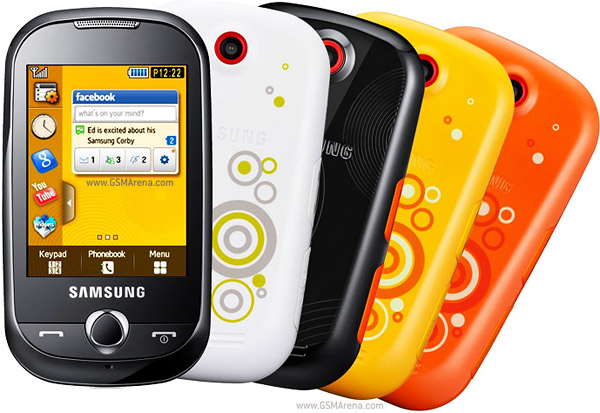 P12:22
facebook
what's on your mind?
Ed is excited about his
Samsung Corby
2
1 3 2
www.GSMArena.com
You
Tube
Widgets
Keypad Phonebook Menu
SAMSUNG
SAMSUNG
www.GSMArena.com